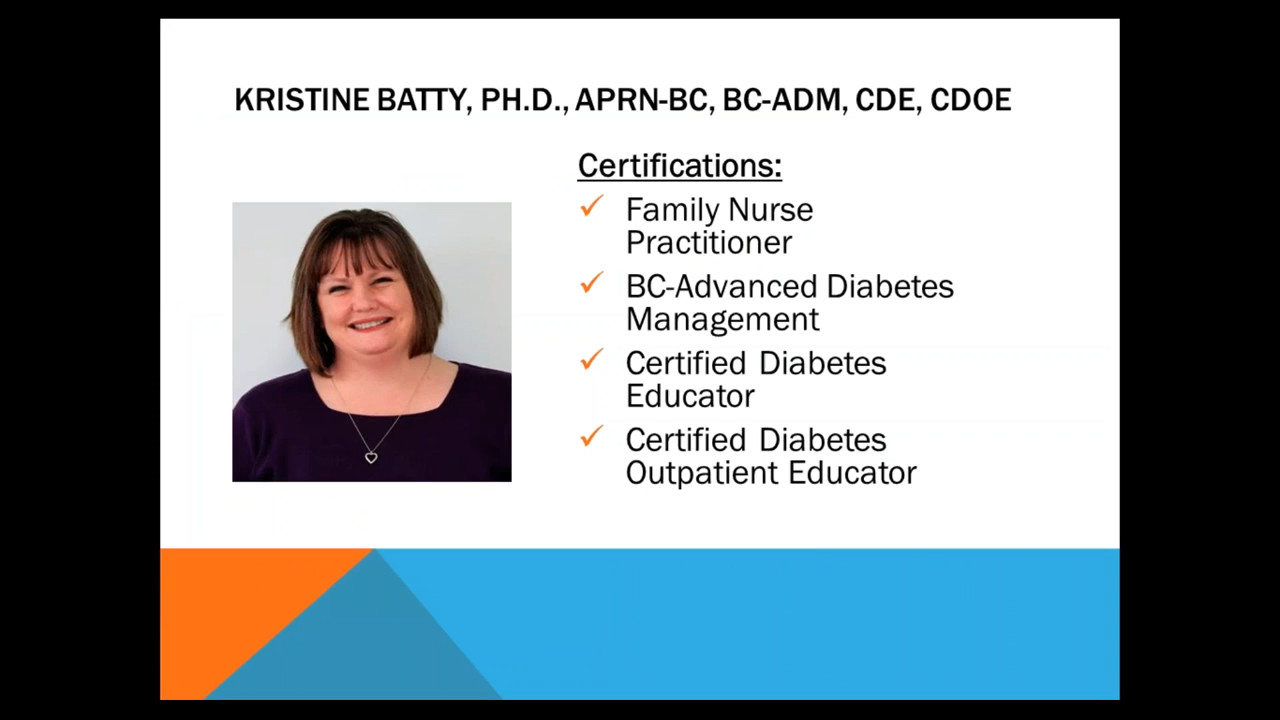 KRISTINE BATTY, PH.D., APRN-BC, BC-ADM, CDE, CDOE
Certifications:
Family Nurse
Practitioner
BC-Advanced Diabetes
Management
Certified Diabetes
Educator
Certified Diabetes
Outpatient Educator